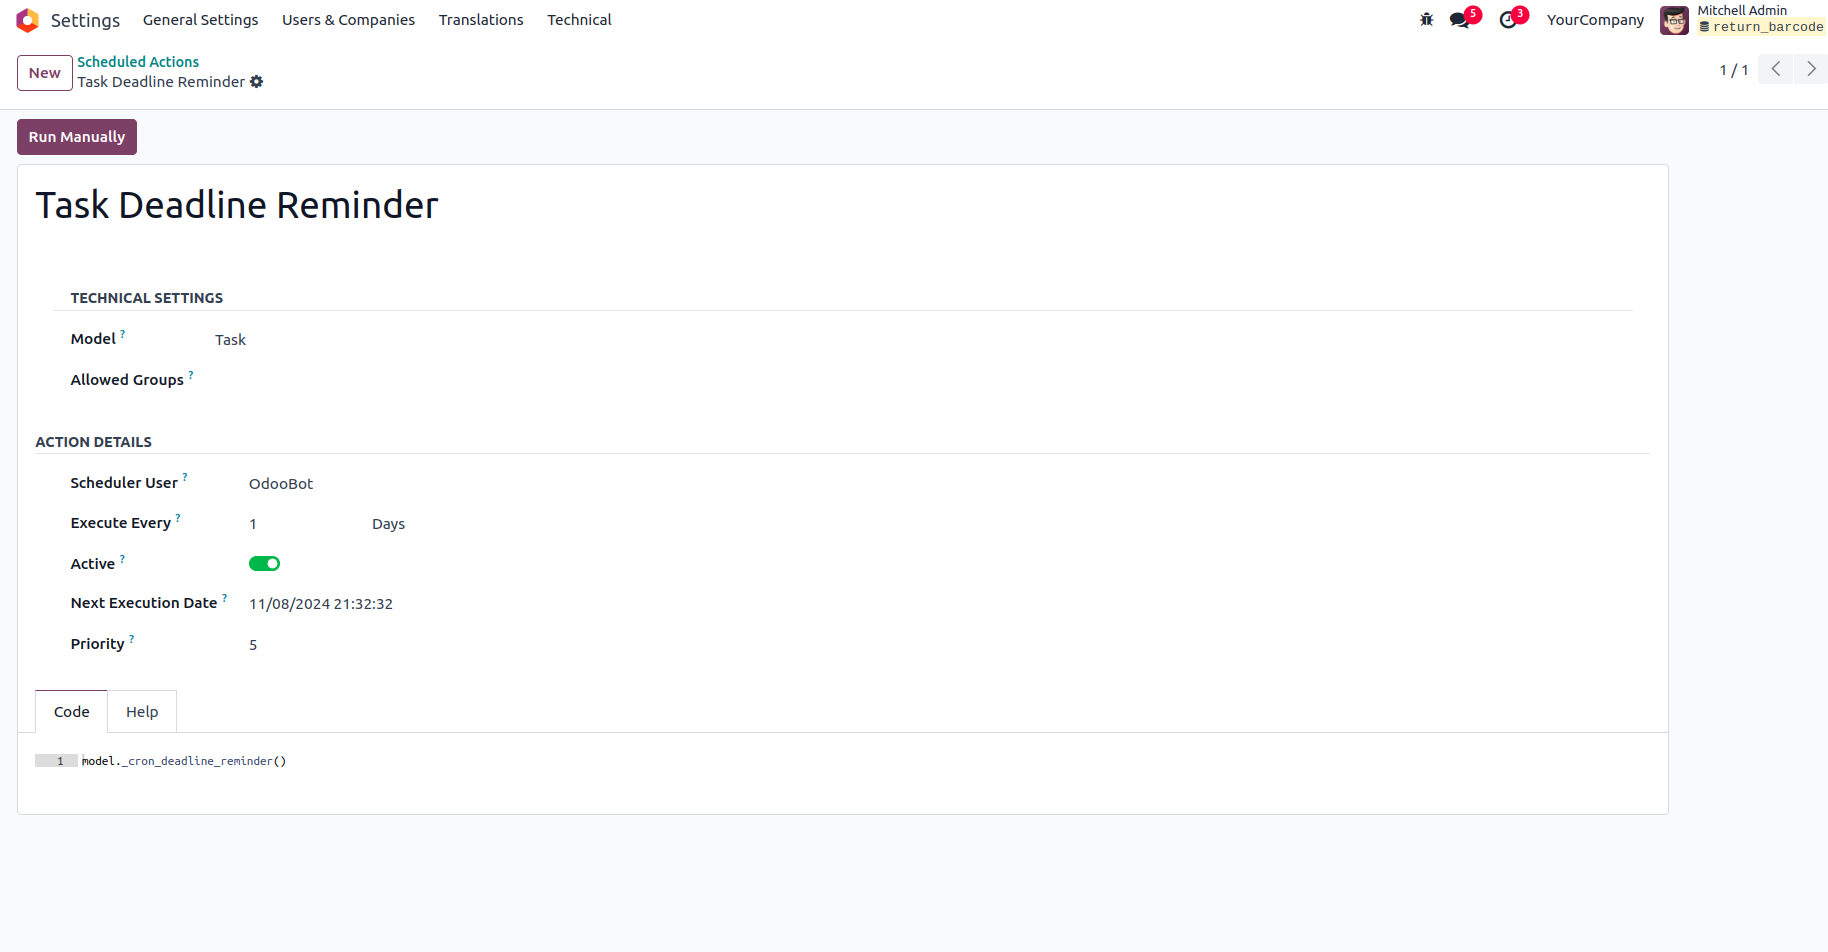 Settings General Settings Users & Companies Translations Technical 5 3 YourCompany Mitchell Admin
return_barcode
New Scheduled Actions
Task Deadline Reminder 1 / 1
Run Manually
Task Deadline Reminder
TECHNICAL SETTINGS
Model ? Task
Allowed Groups ?
ACTION DETAILS
Scheduler User ? OdooBot
Execute Every ? 1 Days
Active ?
Next Execution Date ? 11/08/2024 21:32:32
Priority ? 5
Code Help
1 model._cron_deadline_reminder()